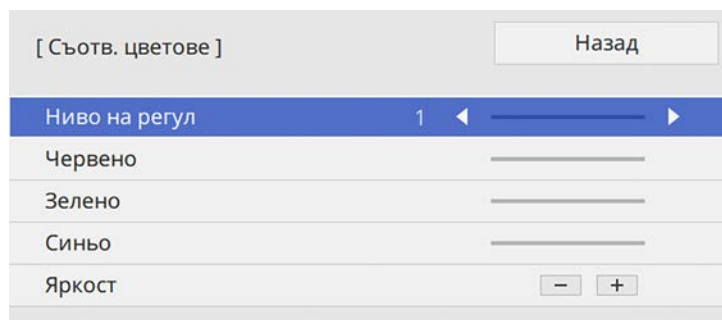 [ Съотв. цветове ] Назад
Ниво на регул 1
Червено
Зелено
Синьо
Яркост − +